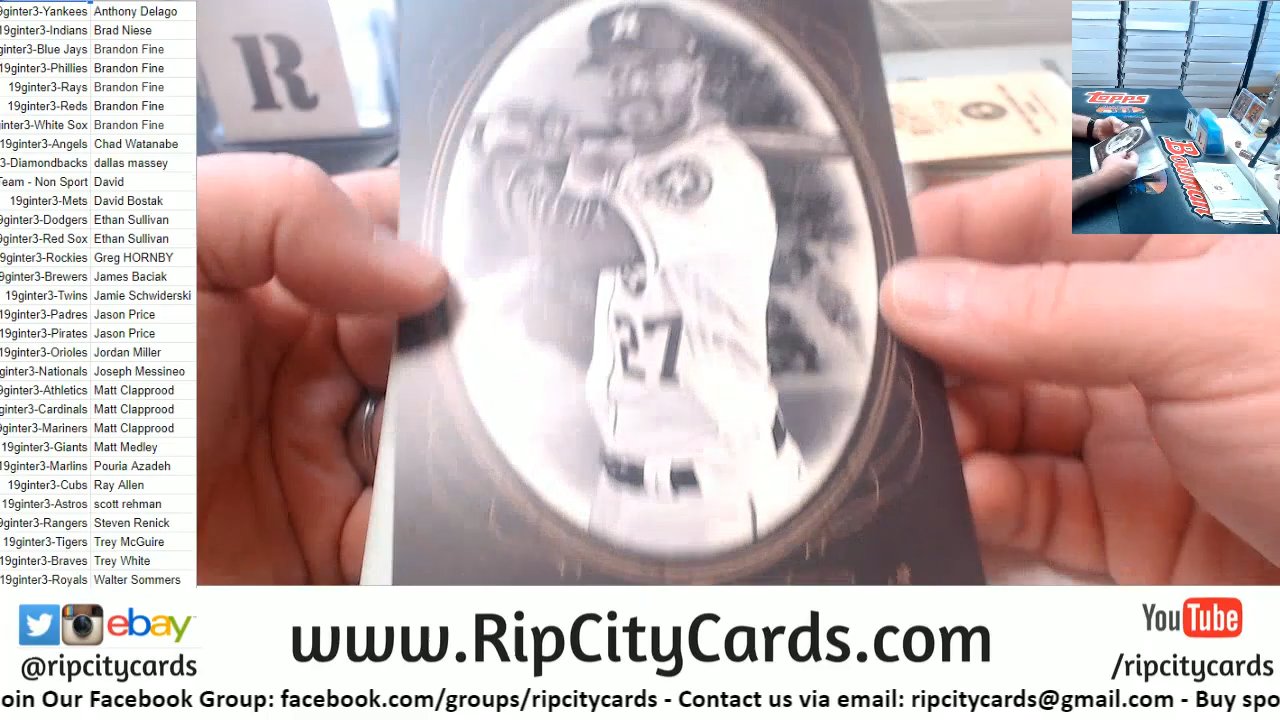 9ginter3-Yankees Anthony Delago
19ginter3-Indians Brad Niese
ginter3-Blue Jays Brandon Fine
19ginter3-Phillies Brandon Fine
19ginter3-Rays Brandon Fine
19ginter3-Reds Brandon Fine
ginter3-White Sox Brandon Fine
19ginter3-Angels Chad Watanabe
3-Diamondbacks dallas massey
Team - Non Sport David
19ginter3-Mets David Bostak
9ginter3-Dodgers Ethan Sullivan
9ginter3-Red Sox Ethan Sullivan
9ginter3-Rockies Greg HORNBY
9ginter3-Brewers James Baciak
19ginter3-Twins Jamie Schwiderski
19ginter3-Padres Jason Price
19ginter3-Pirates Jason Price
19ginter3-Orioles Jordan Miller
ginter3-Nationals Joseph Messineo
9ginter3-Athletics Matt Clapprood
ginter3-Cardinals Matt Clapprood
9ginter3-Mariners Matt Clapprood
19ginter3-Giants Matt Medley
19ginter3-Marlins Pouria Azadeh
19ginter3-Cubs Ray Allen
19ginter3-Astros scott rehman
9ginter3-Rangers Steven Renick
19ginter3-Tigers Trey McGuire
19ginter3-Braves Trey White
19ginter3-Royals Walter Sommers
R
H
27
Topps
Bowman
ebay
@ripcitycards
www.RipCityCards.com
YouTube
/ripcitycards
oin Our Facebook Group: facebook.com/groups/ripcitycards - Contact us via email: ripcitycards@gmail.com - Buy spo